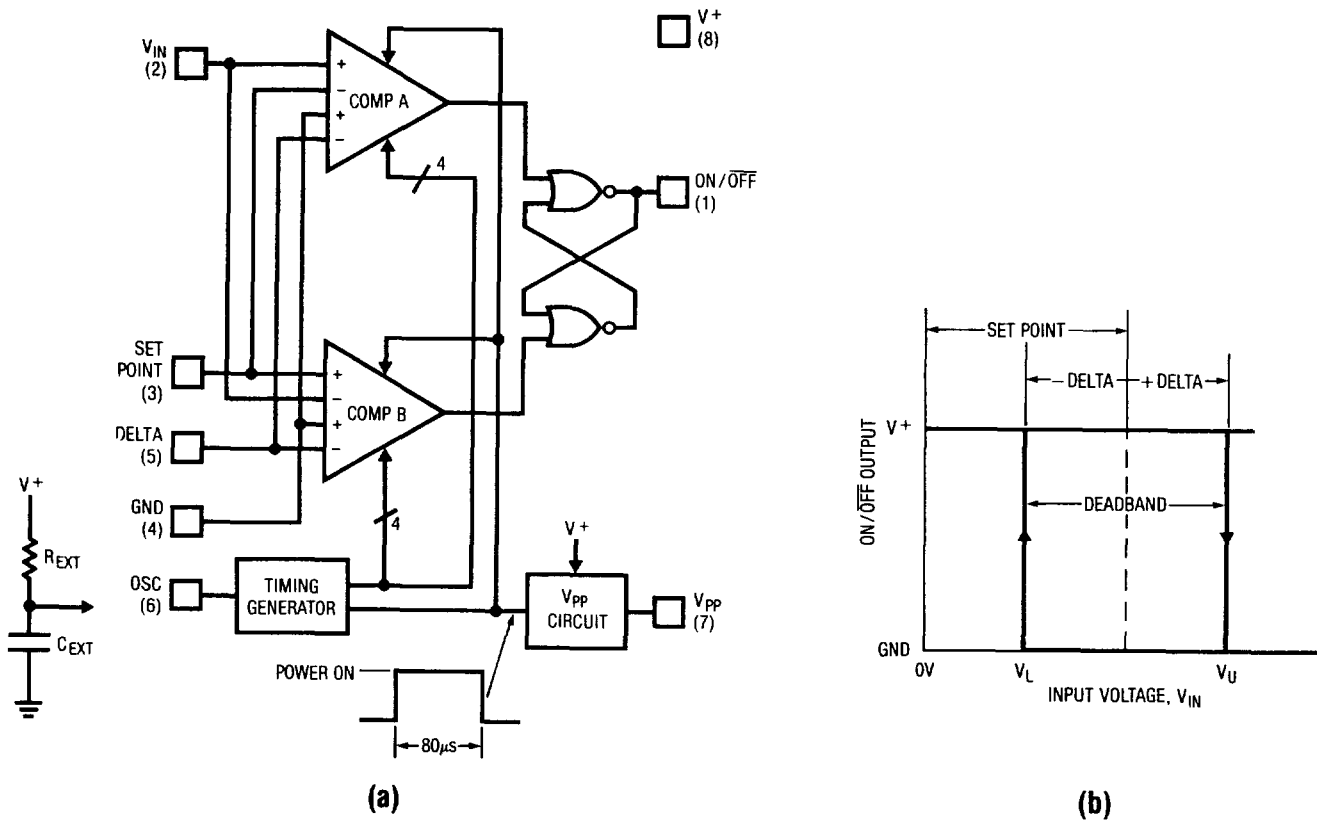 V+
(8)
VIN
(2)
+
−
+
−
COMP A
4
ON/OFF
(1)
SET
POINT
(3)
+
−
+
−
COMP B
DELTA
(5)
GND
(4)
4
V+
REXT
CEXT
OSC
(6)
TIMING
GENERATOR
V+
VPP
CIRCUIT
VPP
(7)
POWER ON
80μs
(a)
SET POINT
− DELTA
+ DELTA
V+
DEADBAND
ON/OFF OUTPUT
GND
0V
VL
VU
INPUT VOLTAGE, VIN
(b)